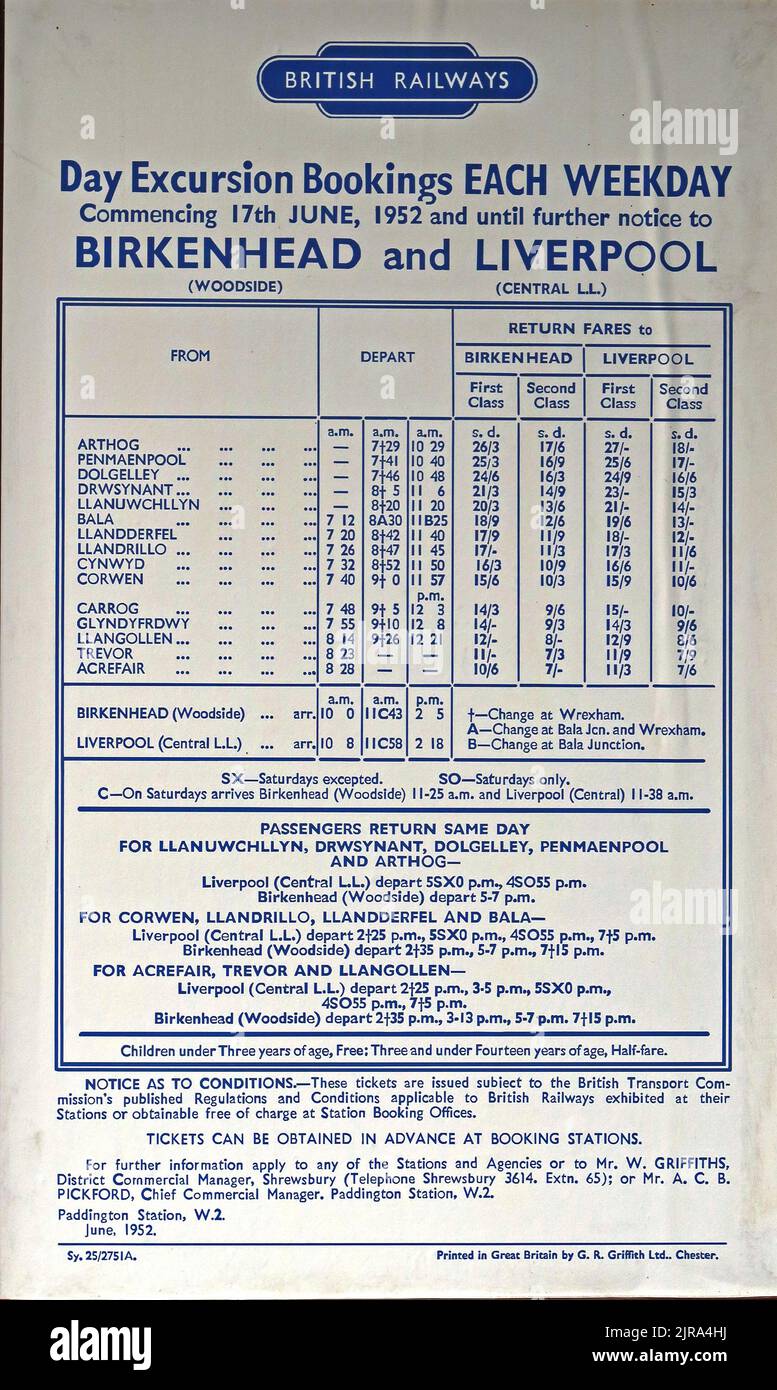 BRITISH RAILWAYS
Day Excursion Bookings EACH WEEKDAY
Commencing 17th JUNE, 1952 and until further notice to
BIRKENHEAD and LIVERPOOL
(WOODSIDE) (CENTRAL L.L.)
FROM DEPART RETURN FARES to
BIRKENHEAD LIVERPOOL
First Class Second Class First Class Second Class
a.m. a.m. a.m. s. d. s. d. s. d. s. d.
ARTHOG ... ... ... ... — 7†29 10 29 26/3 17/6 27/- 18/-
PENMAENPOOL ... ... ... — 7†41 10 40 25/3 16/9 25/6 17/-
DOLGELLEY ... ... ... ... — 7†46 10 48 24/6 16/3 24/9 16/6
DRWSYNANT ... ... ... ... — 8† 5 11 6 21/3 14/9 23/- 15/3
LLANUWCHLLYN ... ... ... — 8†20 11 20 20/3 13/6 21/- 14/-
BALA ... ... ... ... 7 12 8A30 11B25 18/9 12/6 19/6 13/-
LLANDDERFEL ... ... ... 7 20 8†42 11 40 17/9 11/9 18/- 12/-
LLANDRILLO ... ... ... ... 7 26 8†47 11 45 17/- 11/3 17/3 11/6
CYNWYD ... ... ... ... 7 32 8†52 11 50 16/3 10/9 16/6 11/-
CORWEN ... ... ... ... 7 40 9† 0 11 57 15/6 10/3 15/9 10/6
p.m.
CARROG ... ... ... ... 7 48 9† 5 12 3 14/3 9/6 15/- 10/-
GLYNDYFRDWY ... ... ... 7 55 9†10 12 8 14/- 9/3 14/3 9/6
LLANGOLLEN ... ... ... ... 8 14 9†26 12 21 12/- 8/- 12/9 8/6
TREVOR ... ... ... ... 8 23 — — 11/- 7/3 11/9 7/9
ACREFAIR ... ... ... ... 8 28 — — 10/6 7/- 11/3 7/6
a.m. a.m. p.m.
BIRKENHEAD (Woodside) ... arr. 10 0 11C43 2 5 †—Change at Wrexham.
A—Change at Bala Jcn. and Wrexham.
LIVERPOOL (Central L.L.) ... arr. 10 8 11C58 2 18 B—Change at Bala Junction.
SX—Saturdays excepted. SO—Saturdays only.
C—On Saturdays arrives Birkenhead (Woodside) 11-25 a.m. and Liverpool (Central) 11-38 a.m.
PASSENGERS RETURN SAME DAY
FOR LLANUWCHLLYN, DRWSYNANT, DOLGELLEY, PENMAENPOOL
AND ARTHOG—
Liverpool (Central L.L.) depart 5SX0 p.m., 4SO55 p.m.
Birkenhead (Woodside) depart 5-7 p.m.
FOR CORWEN, LLANDRILLO, LLANDDERFEL AND BALA—
Liverpool (Central L.L.) depart 2†25 p.m., 5SX0 p.m., 4SO55 p.m., 7†5 p.m.
Birkenhead (Woodside) depart 2†35 p.m., 5-7 p.m., 7†15 p.m.
FOR ACREFAIR, TREVOR AND LLANGOLLEN—
Liverpool (Central L.L.) depart 2†25 p.m., 3-5 p.m., 5SX0 p.m.,
4SO55 p.m., 7†5 p.m.
Birkenhead (Woodside) depart 2†35 p.m., 3-13 p.m., 5-7 p.m. 7†15 p.m.
Children under Three years of age, Free: Three and under Fourteen years of age, Half-fare.
NOTICE AS TO CONDITIONS.—These tickets are issued subject to the British Transport Com-
mission's published Regulations and Conditions applicable to British Railways exhibited at their
Stations or obtainable free of charge at Station Booking Offices.
TICKETS CAN BE OBTAINED IN ADVANCE AT BOOKING STATIONS.
For further information apply to any of the Stations and Agencies or to Mr. W. GRIFFITHS,
District Commercial Manager, Shrewsbury (Telephone Shrewsbury 3614. Extn. 65); or Mr. A. C. B.
PICKFORD, Chief Commercial Manager. Paddington Station, W.2.
Paddington Station, W.2.
June, 1952.
Sy. 25/2751A. Printed in Great Britain by G. R. Griffith Ltd.. Chester.
alamy
alamy
Image ID: 2JRA4HJ
www.alamy.com